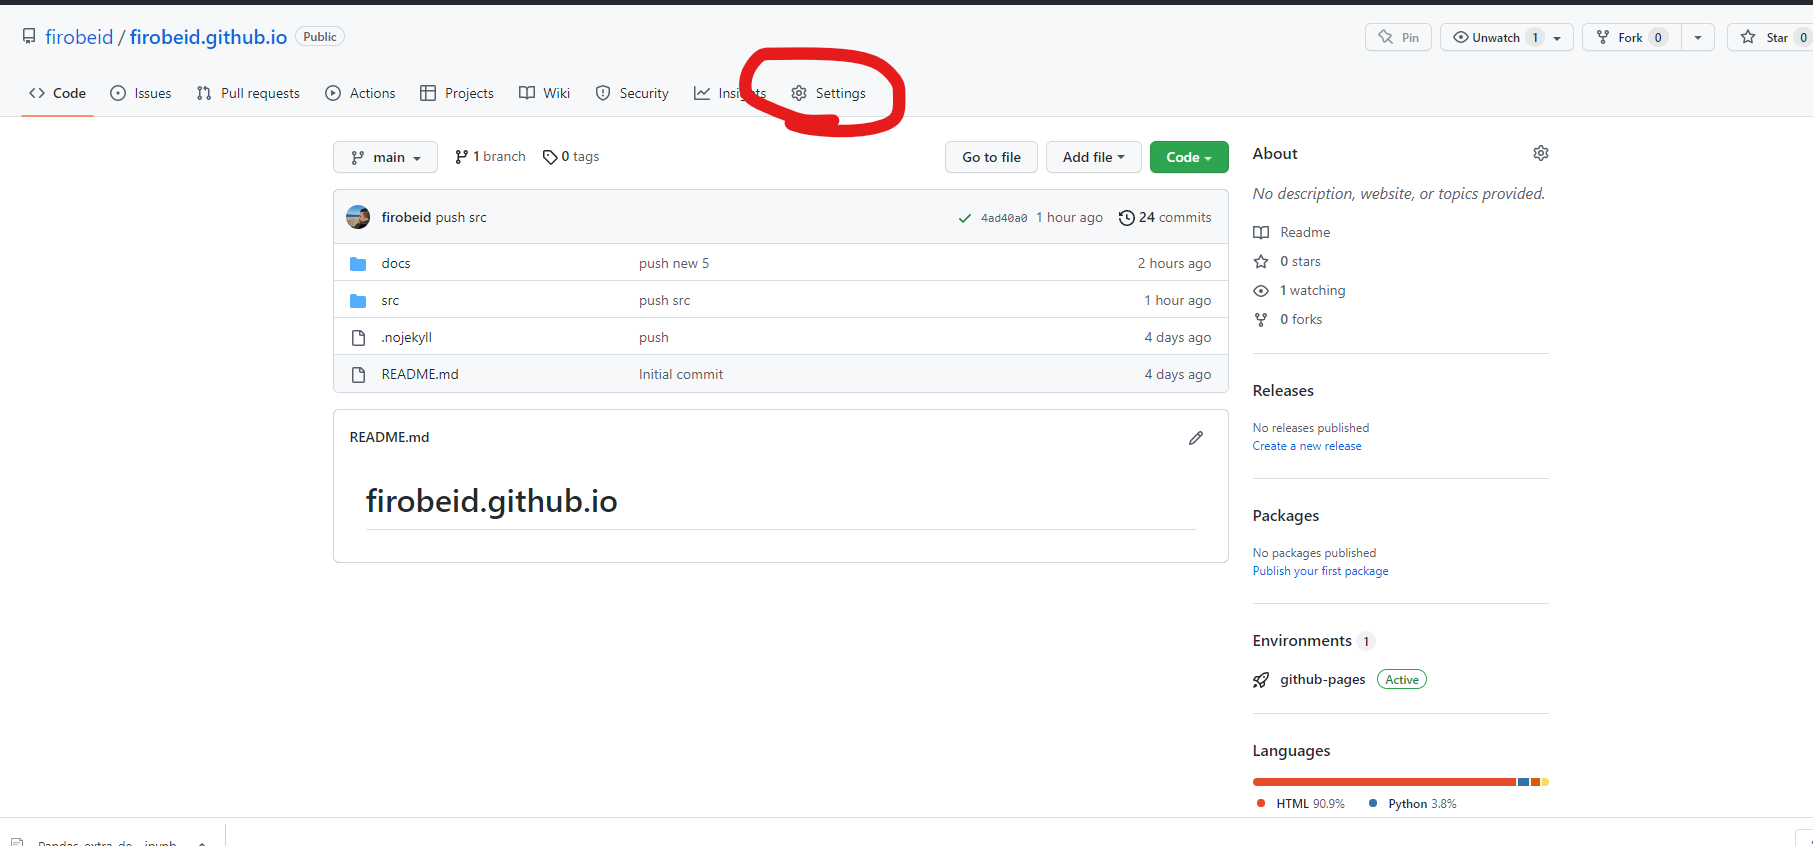 firobeid / firobeid.github.io Public Pin Unwatch 1 Fork 0 Star 0
Code Issues Pull requests Actions Projects Wiki Security Insights Settings
main 1 branch 0 tags Go to file Add file Code
firobeid push src 4ad40a0 1 hour ago 24 commits
docs push new 5 2 hours ago
src push src 1 hour ago
.nojekyll push 4 days ago
README.md Initial commit 4 days ago
README.md
firobeid.github.io
About
No description, website, or topics provided.
Readme
0 stars
1 watching
0 forks
Releases
No releases published
Create a new release
Packages
No packages published
Publish your first package
Environments 1
github-pages Active
Languages
HTML 90.9% Python 3.8%